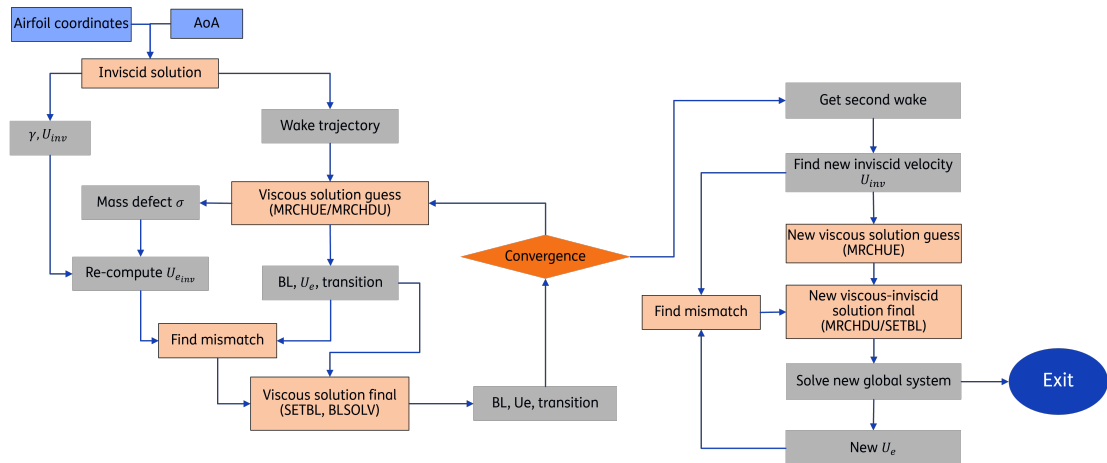 Airfoil coordinates
AoA
Inviscid solution
γ, U_inv
Wake trajectory
Viscous solution guess
(MRCHUE/MRCHDU)
Mass defect σ
Re-compute U_e_inv
BL, U_e, transition
Find mismatch
Viscous solution final
(SETBL, BLSOLV)
BL, Ue, transition
Convergence
Get second wake
Find new inviscid velocity
U_inv
New viscous solution guess
(MRCHUE)
Find mismatch
New viscous-inviscid
solution final
(MRCHDU/SETBL)
Solve new global system
Exit
New U_e